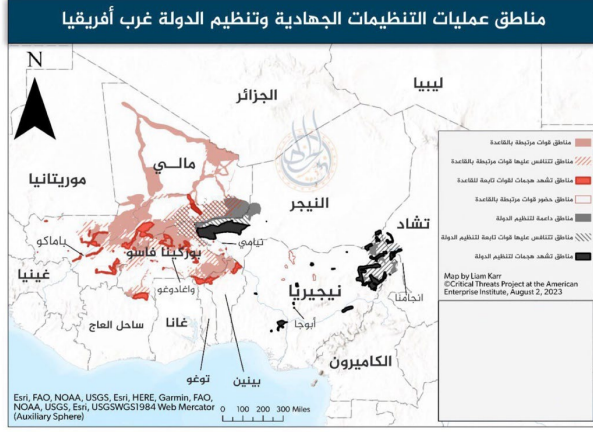 مناطق عمليات التنظيمات الجهادية وتنظيم الدولة غرب أفريقيا
N
ليبيا
الجزائر
مالـــي
موريتانيا
النيجر
تشاد
باماكو
بوركينا فاسو
نيامي
غينيا
واغادوغو
نيجيريا
انجامنا
ساحل العاج
غانا
أبوجا
توغو
بينين
الكاميرون
مناطق قوات مرتبطة بالقاعدة
مناطق تتنافس عليها قوات مرتبطة بالقاعدة
مناطق تشهد هجمات لقوات تابعة للقاعدة
مناطق حضور قوات مرتبطة بالقاعدة
مناطق داعمة لتنظيم الدولة
مناطق تتنافس عليها قوات تابعة لتنظيم الدولة
مناطق تشهد هجمات لتنظيم الدولة
Map by Liam Karr
©Critical Threats Project at the American
Enterprise Institute, August 2, 2023
Esri, FAO, NOAA, USGS, Esri, HERE, Garmin, FAO,
NOAA, USGS, Esri, USGSWGS1984 Web Mercator
(Auxiliary Sphere)
0 100 200 300 Miles